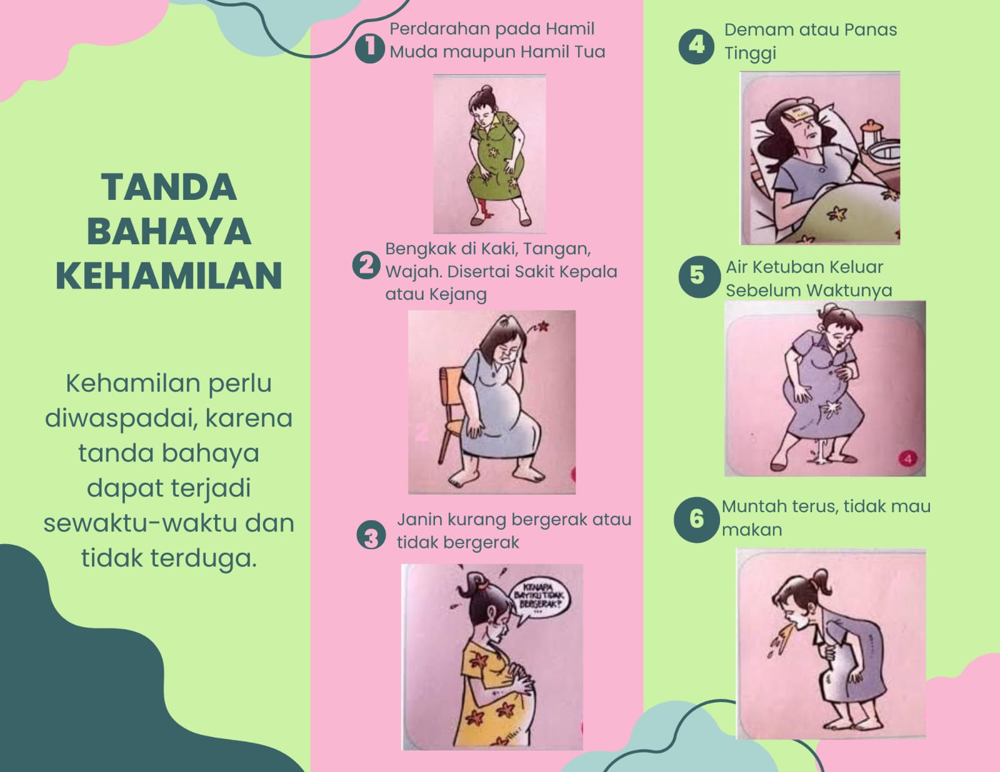 TANDA
BAHAYA
KEHAMILAN
Kehamilan perlu
diwaspadai, karena
tanda bahaya
dapat terjadi
sewaktu-waktu dan
tidak terduga.
1
Perdarahan pada Hamil
Muda maupun Hamil Tua
2
Bengkak di Kaki, Tangan,
Wajah. Disertai Sakit Kepala
atau Kejang
2
3
Janin kurang bergerak atau
tidak bergerak
KENAPA
BAYIKU TIDAK
BERGERAK?
...
4
Demam atau Panas
Tinggi
5
Air Ketuban Keluar
Sebelum Waktunya
4
6
Muntah terus, tidak mau
makan